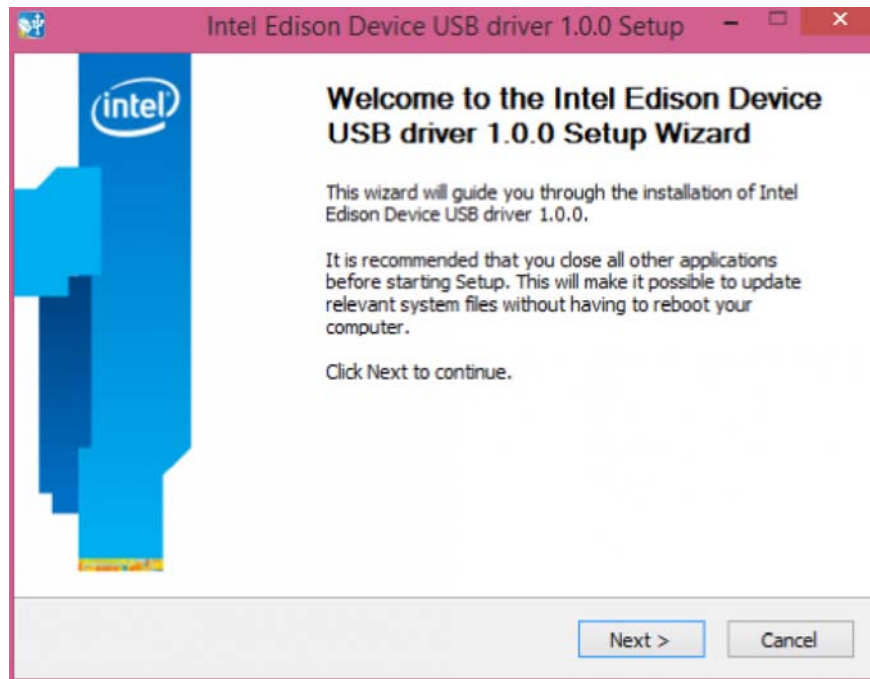 Intel Edison Device USB driver 1.0.0 Setup
intel
Welcome to the Intel Edison Device
USB driver 1.0.0 Setup Wizard
This wizard will guide you through the installation of Intel
Edison Device USB driver 1.0.0.
It is recommended that you close all other applications
before starting Setup. This will make it possible to update
relevant system files without having to reboot your
computer.
Click Next to continue.
Next >
Cancel